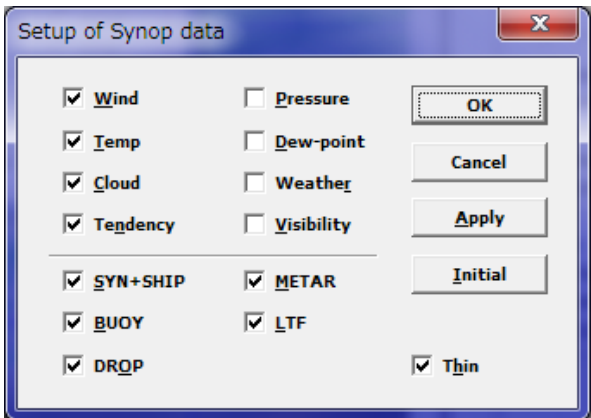 Setup of Synop data
Wind
Pressure
OK
Temp
Dew-point
Cancel
Cloud
Weather
Tendency
Visibility
Apply
SYN+SHIP
METAR
Initial
BUOY
LTF
DROP
Thin